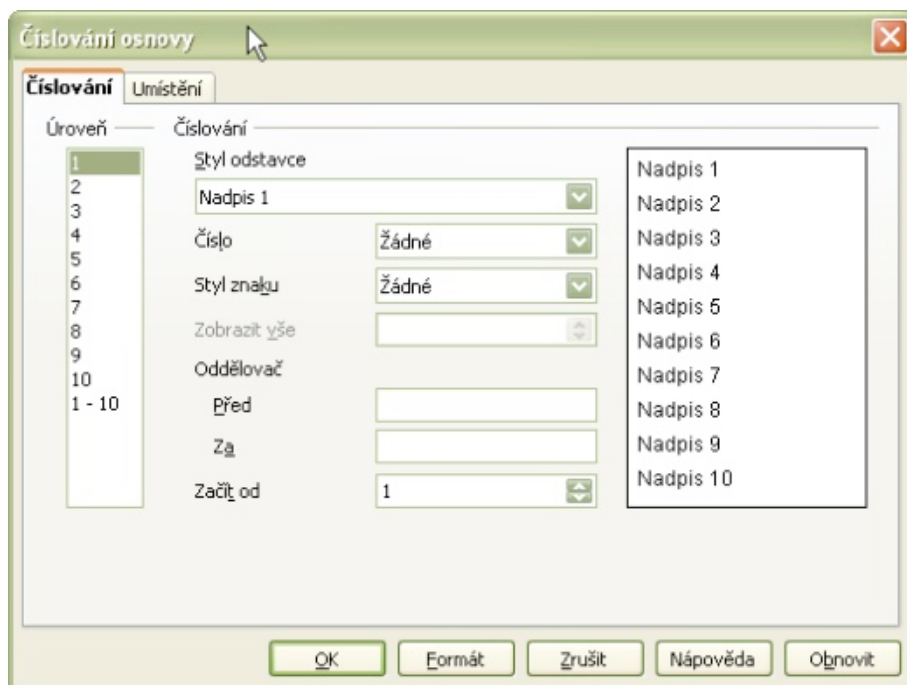 Číslování osnovy
Číslování Umístění
Úroveň
1
2
3
4
5
6
7
8
9
10
1 - 10
Číslování
Styl odstavce
Nadpis 1
Číslo Žádné
Styl znaku Žádné
Zobrazit vše
Oddělovač
Před
Za
Začít od 1
Nadpis 1
Nadpis 2
Nadpis 3
Nadpis 4
Nadpis 5
Nadpis 6
Nadpis 7
Nadpis 8
Nadpis 9
Nadpis 10
OK Formát Zrušit Nápověda Obnovit